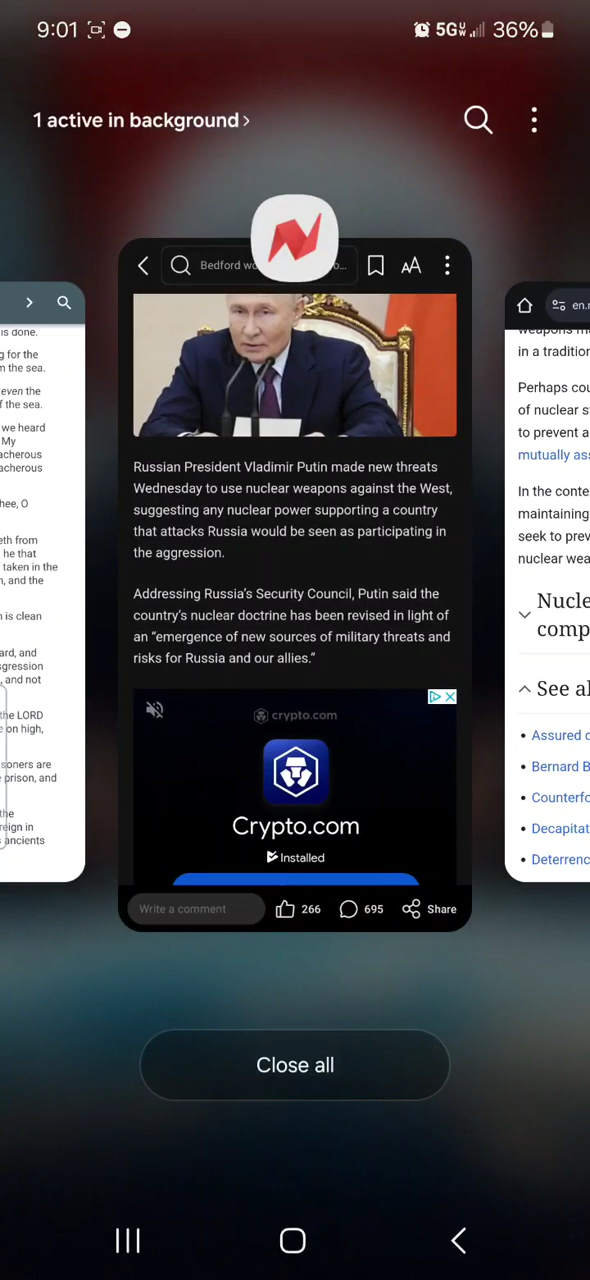 9:01
5G
36%
1 active in background >
Bedford wo
is done.
g for the
m the sea.
even the
f the sea.
we heard
My
acherous
acherous
hee, O
eth from
he that
taken in the
n, and the
n is clean
ard, and
sgression
, and not
the LORD
e on high,
soners are
prison, and
the
reign in
ancients
Russian President Vladimir Putin made new threats
Wednesday to use nuclear weapons against the West,
suggesting any nuclear power supporting a country
that attacks Russia would be seen as participating in
the aggression.
Addressing Russia's Security Council, Putin said the
country's nuclear doctrine has been revised in light of
an “emergence of new sources of military threats and
risks for Russia and our allies.”
crypto.com
Crypto.com
Installed
Write a comment
266
695
Share
en.
in a tradition
Perhaps cou
of nuclear s
to prevent a
mutually ass
In the conte
maintaining
seek to prev
nuclear wea
Nucle
comp
See al
• Assured d
• Bernard B
• Counterfo
• Decapitat
• Deterrenc
Close all